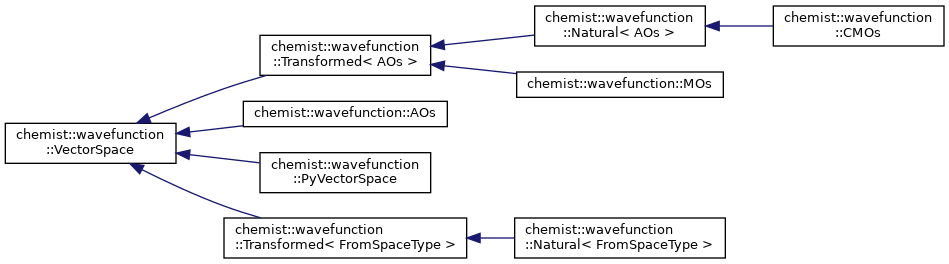 chemist::wavefunction
::VectorSpace
chemist::wavefunction
::Transformed< AOs >
chemist::wavefunction::AOs
chemist::wavefunction
::PyVectorSpace
chemist::wavefunction
::Transformed< FromSpaceType >
chemist::wavefunction
::Natural< AOs >
chemist::wavefunction::MOs
chemist::wavefunction
::Natural< FromSpaceType >
chemist::wavefunction
::CMOs